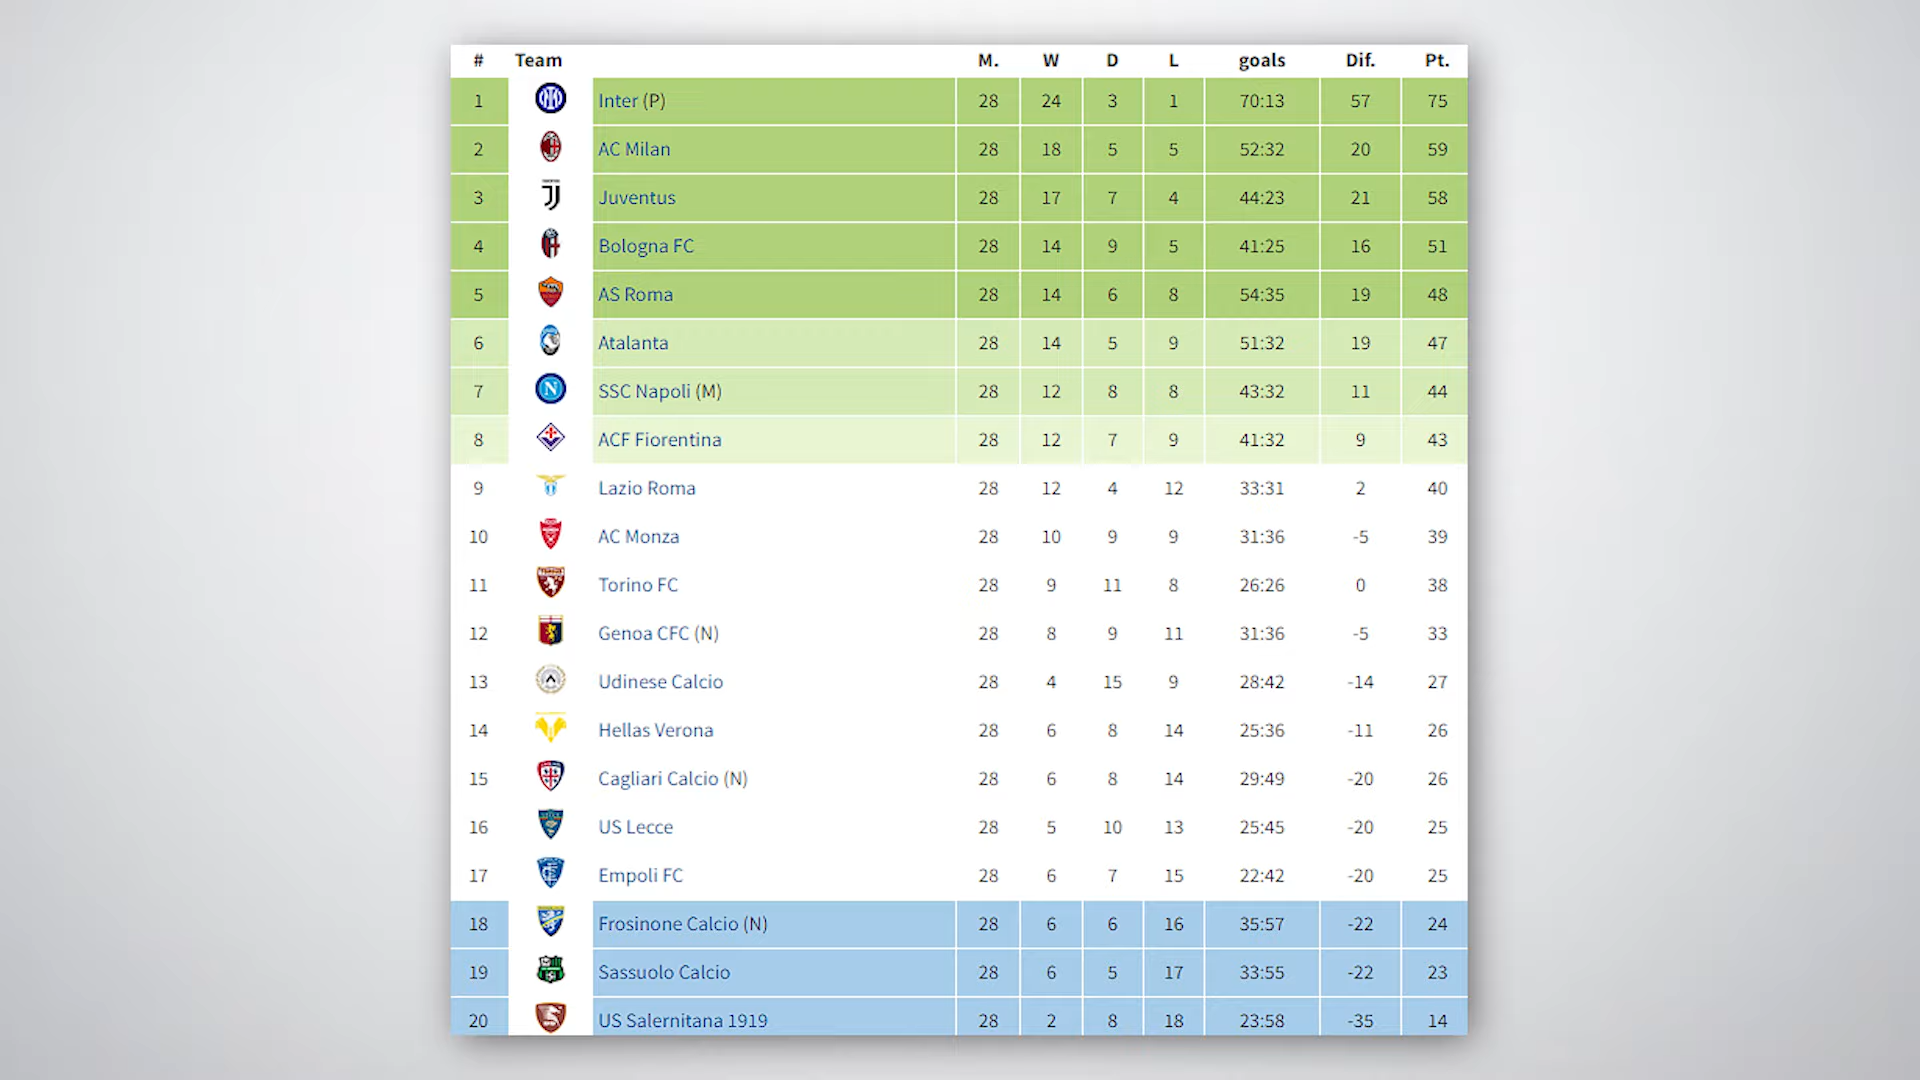 # Team M. W D L goals Dif. Pt.
1 Inter (P) 28 24 3 1 70:13 57 75
2 AC Milan 28 18 5 5 52:32 20 59
3 Juventus 28 17 7 4 44:23 21 58
4 Bologna FC 28 14 9 5 41:25 16 51
5 AS Roma 28 14 6 8 54:35 19 48
6 Atalanta 28 14 5 9 51:32 19 47
7 SSC Napoli (M) 28 12 8 8 43:32 11 44
8 ACF Fiorentina 28 12 7 9 41:32 9 43
9 Lazio Roma 28 12 4 12 33:31 2 40
10 AC Monza 28 10 9 9 31:36 -5 39
11 Torino FC 28 9 11 8 26:26 0 38
12 Genoa CFC (N) 28 8 9 11 31:36 -5 33
13 Udinese Calcio 28 4 15 9 28:42 -14 27
14 Hellas Verona 28 6 8 14 25:36 -11 26
15 Cagliari Calcio (N) 28 6 8 14 29:49 -20 26
16 US Lecce 28 5 10 13 25:45 -20 25
17 Empoli FC 28 6 7 15 22:42 -20 25
18 Frosinone Calcio (N) 28 6 6 16 35:57 -22 24
19 Sassuolo Calcio 28 6 5 17 33:55 -22 23
20 US Salernitana 1919 28 2 8 18 23:58 -35 14